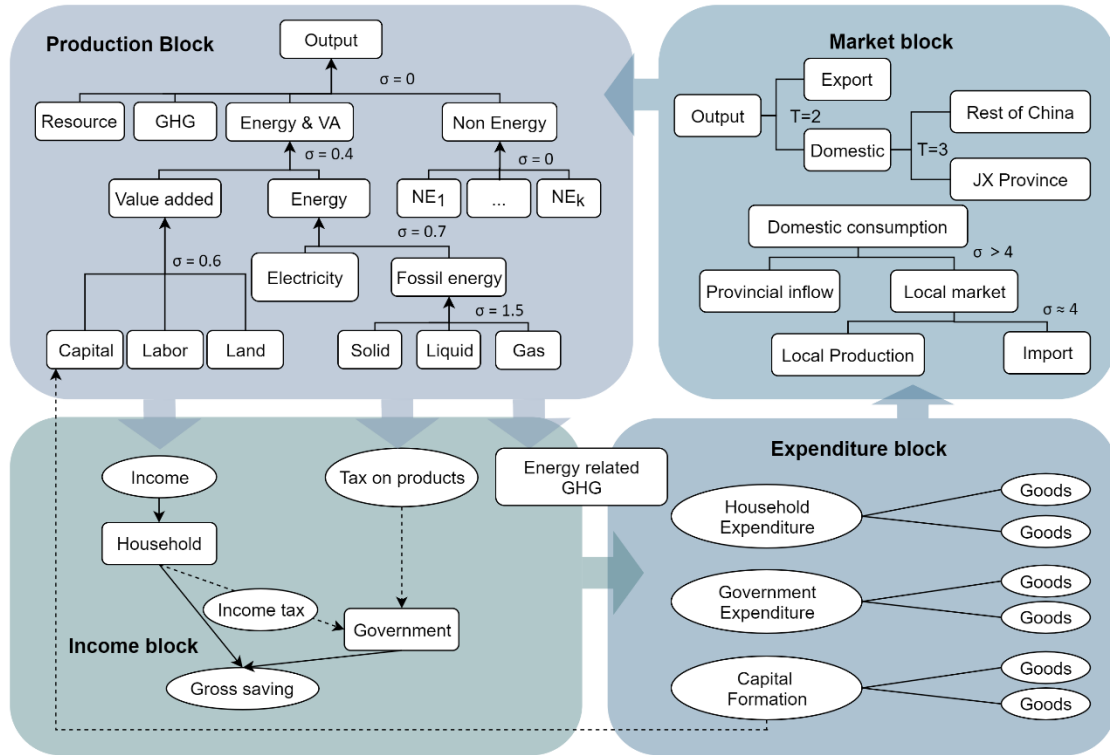 Production Block
Output
σ = 0
Resource
GHG
Energy & VA
Non Energy
σ = 0.4
σ = 0
Value added
Energy
NE1
...
NEk
σ = 0.7
σ = 0.6
Electricity
Fossil energy
σ = 1.5
Capital
Labor
Land
Solid
Liquid
Gas
Market block
Export
Output
T=2
Domestic
Rest of China
T=3
JX Province
Domestic consumption
σ > 4
Provincial inflow
Local market
σ ≈ 4
Local Production
Import
Income
Tax on products
Energy related
GHG
Household
Income tax
Government
Income block
Gross saving
Expenditure block
Household
Expenditure
Goods
Goods
Government
Expenditure
Goods
Goods
Capital
Formation
Goods
Goods